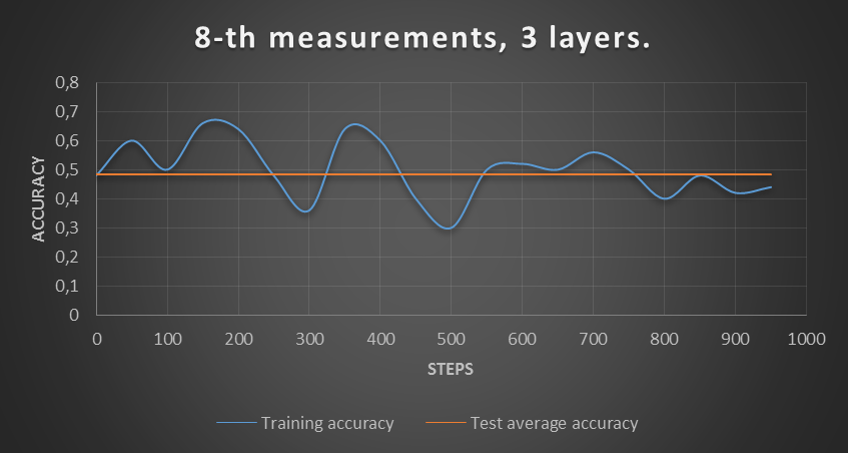 8-th measurements, 3 layers.
0,8
0,7
0,6
0,5
0,4
0,3
0,2
0,1
0
ACCURACY
0 100 200 300 400 500 600 700 800 900 1000
STEPS
Training accuracy Test average accuracy